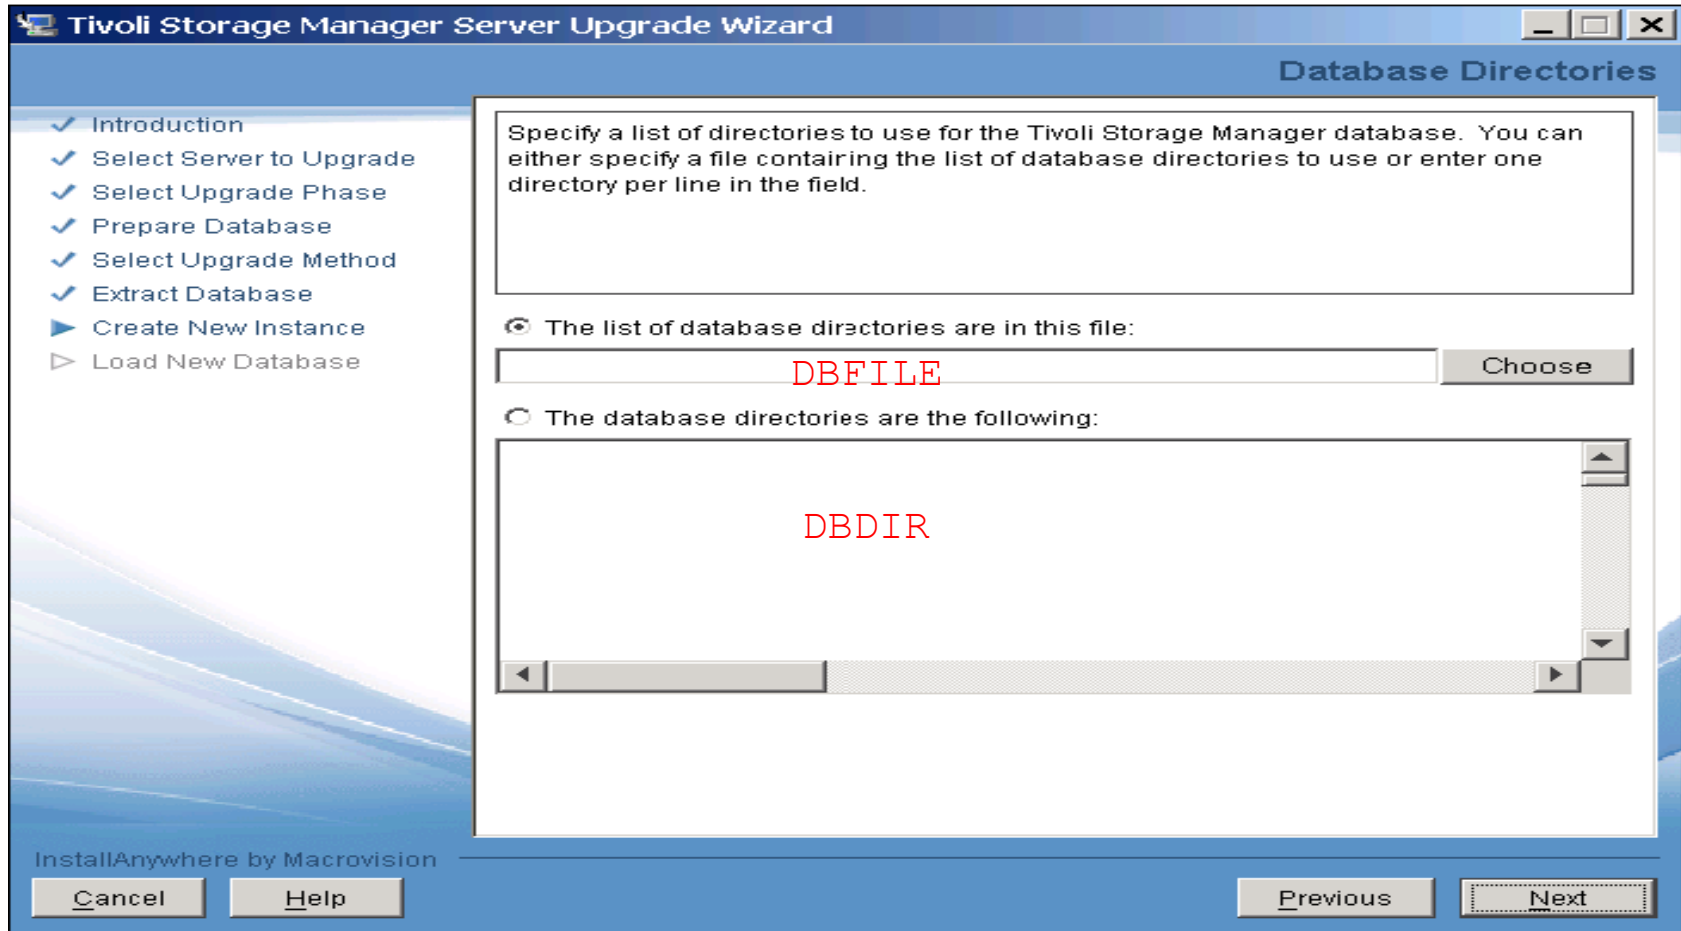 Tivoli Storage Manager Server Upgrade Wizard
Database Directories
Introduction
Select Server to Upgrade
Select Upgrade Phase
Prepare Database
Select Upgrade Method
Extract Database
Create New Instance
Load New Database
Specify a list of directories to use for the Tivoli Storage Manager database. You can
either specify a file containing the list of database directories to use or enter one
directory per line in the field.
The list of database directories are in this file:
DBFILE
Choose
The database directories are the following:
DBDIR
InstallAnywhere by Macrovision
Cancel
Help
Previous
Next